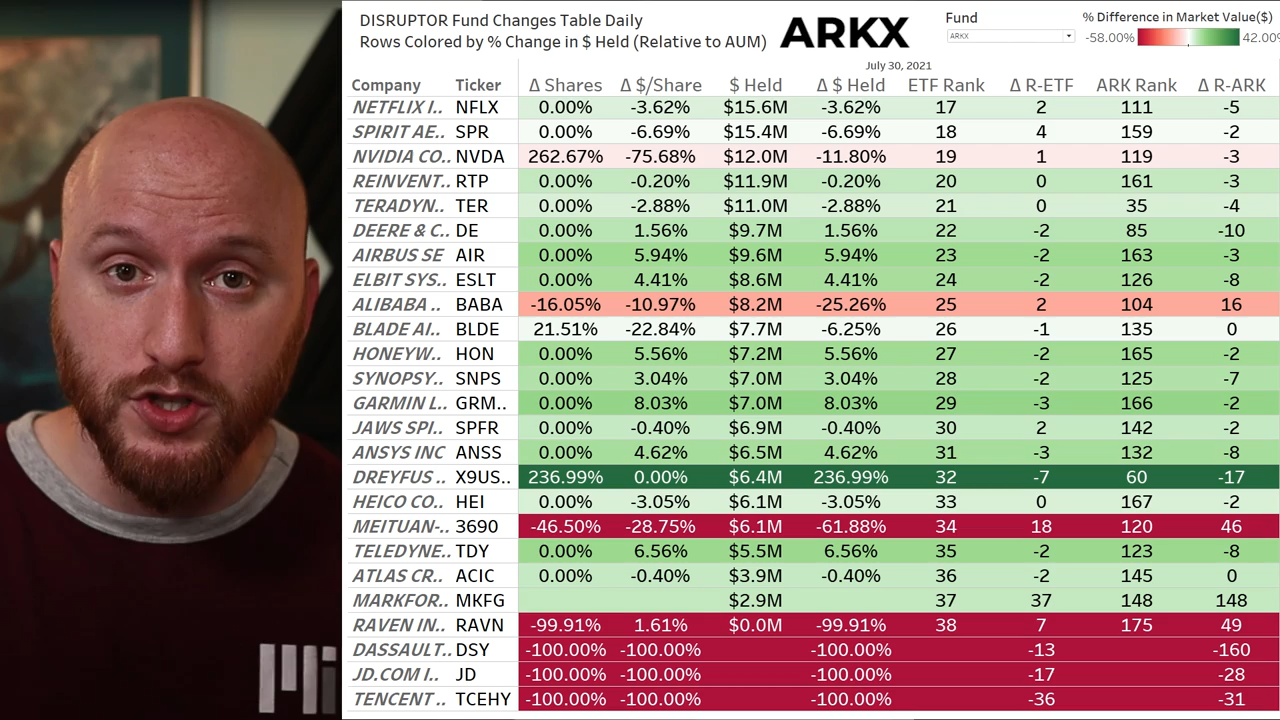 DISRUPTOR Fund Changes Table Daily
Rows Colored by % Change in $ Held (Relative to AUM)
ARKX
Fund
ARKX
% Difference in Market Value($)
-58.00% 42.00%
July 30, 2021
Company Ticker Δ Shares Δ $/Share $ Held Δ $ Held ETF Rank Δ R-ETF ARK Rank Δ R-ARK
NETFLIX I.. NFLX 0.00% -3.62% $15.6M -3.62% 17 2 111 -5
SPIRIT AE.. SPR 0.00% -6.69% $15.4M -6.69% 18 4 159 -2
NVIDIA CO.. NVDA 262.67% -75.68% $12.0M -11.80% 19 1 119 -3
REINVENT.. RTP 0.00% -0.20% $11.9M -0.20% 20 0 161 -3
TERADYN.. TER 0.00% -2.88% $11.0M -2.88% 21 0 35 -4
DEERE & C.. DE 0.00% 1.56% $9.7M 1.56% 22 -2 85 -10
AIRBUS SE AIR 0.00% 5.94% $9.6M 5.94% 23 -2 163 -3
ELBIT SYS.. ESLT 0.00% 4.41% $8.6M 4.41% 24 -2 126 -8
ALIBABA .. BABA -16.05% -10.97% $8.2M -25.26% 25 2 104 16
BLADE AI.. BLDE 21.51% -22.84% $7.7M -6.25% 26 -1 135 0
HONEYW.. HON 0.00% 5.56% $7.2M 5.56% 27 -2 165 -2
SYNOPSY.. SNPS 0.00% 3.04% $7.0M 3.04% 28 -2 125 -7
GARMIN L.. GRM.. 0.00% 8.03% $7.0M 8.03% 29 -3 166 -2
JAWS SPI.. SPFR 0.00% -0.40% $6.9M -0.40% 30 2 142 -2
ANSYS INC ANSS 0.00% 4.62% $6.5M 4.62% 31 -3 132 -8
DREYFUS .. X9US.. 236.99% 0.00% $6.4M 236.99% 32 -7 60 -17
HEICO CO.. HEI 0.00% -3.05% $6.1M -3.05% 33 0 167 -2
MEITUAN-.. 3690 -46.50% -28.75% $6.1M -61.88% 34 18 120 46
TELEDYNE.. TDY 0.00% 6.56% $5.5M 6.56% 35 -2 123 -8
ATLAS CR.. ACIC 0.00% -0.40% $3.9M -0.40% 36 -2 145 0
MARKFOR.. MKFG $2.9M 37 37 148 148
RAVEN IN.. RAVN -99.91% 1.61% $0.0M -99.91% 38 7 175 49
DASSAULT.. DSY -100.00% -100.00% -100.00% -13 -160
JD.COM I.. JD -100.00% -100.00% -100.00% -17 -28
TENCENT .. TCEHY -100.00% -100.00% -100.00% -36 -31